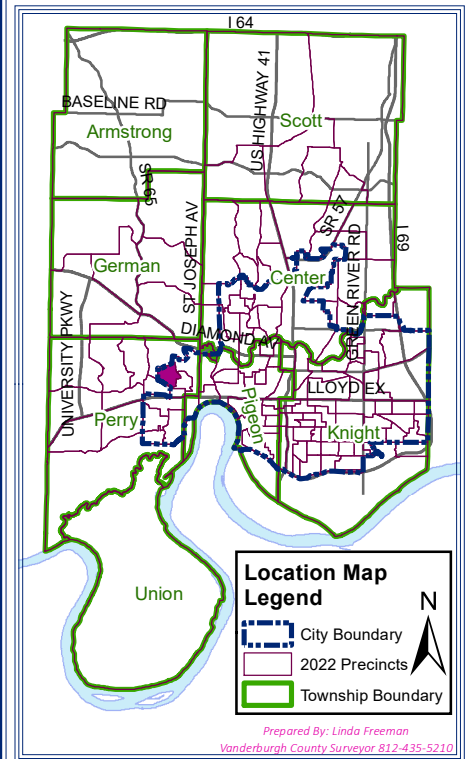 I 64
US HIGHWAY 41
BASELINE RD
Scott
Armstrong
SR 65
SR 57
I 69
ST JOSEPH AV
GREEN RIVER RD
German
Center
UNIVERSITY PKWY
DIAMOND AV
LLOYD EX
Perry
Pigeon
Knight
Union
Location Map
Legend
N
City Boundary
2022 Precincts
Township Boundary
Prepared By: Linda Freeman
Vanderburgh County Surveyor 812-435-5210